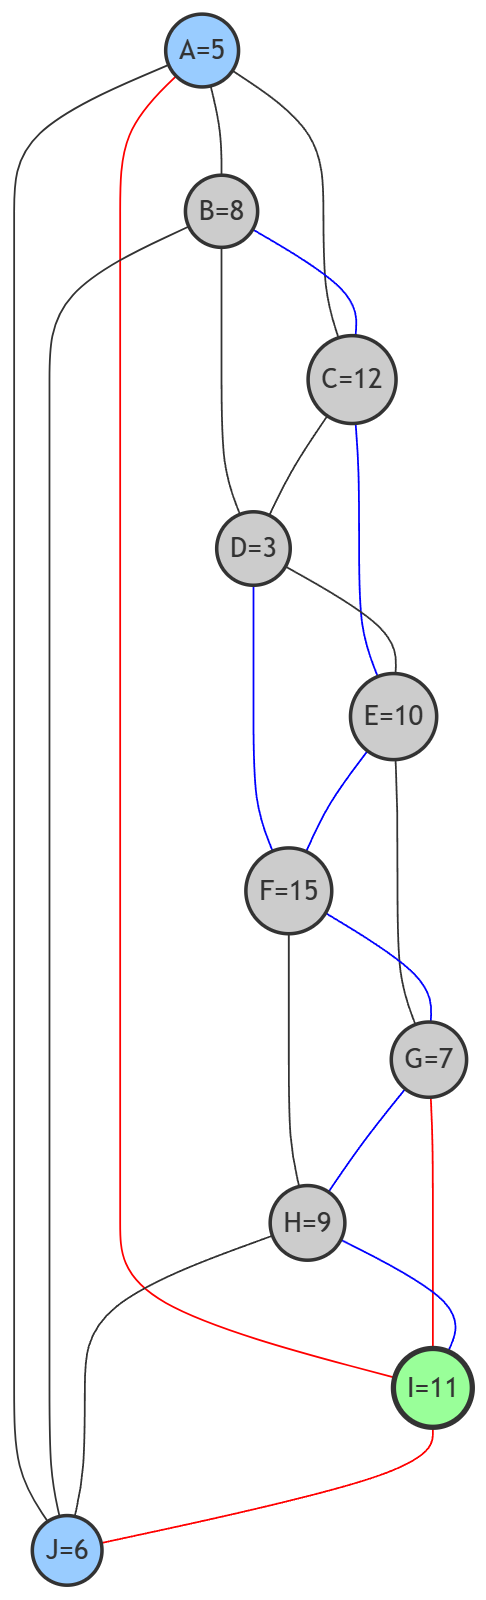 A=5
B=8
C=12
D=3
E=10
F=15
G=7
H=9
I=11
J=6